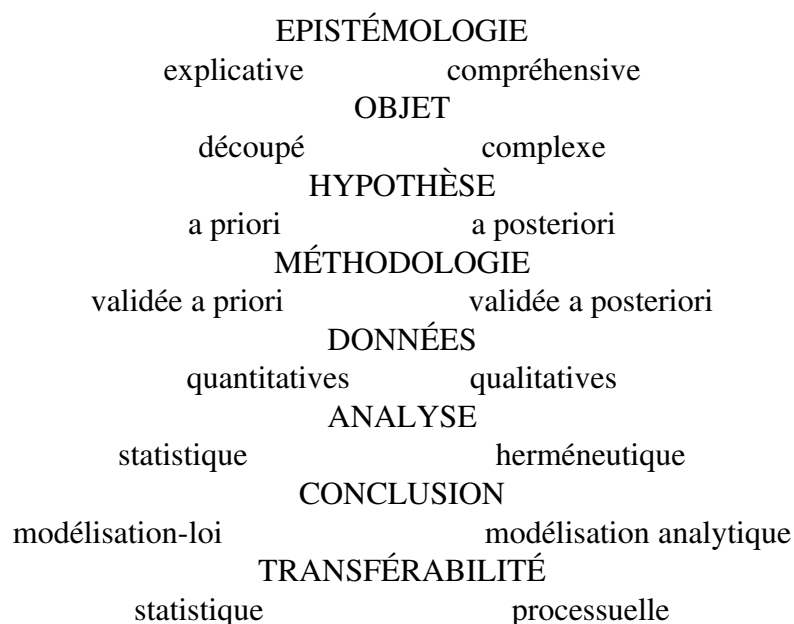 EPISTÉMOLOGIE
explicative compréhensive
OBJET
découpé complexe
HYPOTHÈSE
a priori a posteriori
MÉTHODOLOGIE
validée a priori validée a posteriori
DONNÉES
quantitatives qualitatives
ANALYSE
statistique herméneutique
CONCLUSION
modélisation-loi modélisation analytique
TRANSFÉRABILITÉ
statistique processuelle